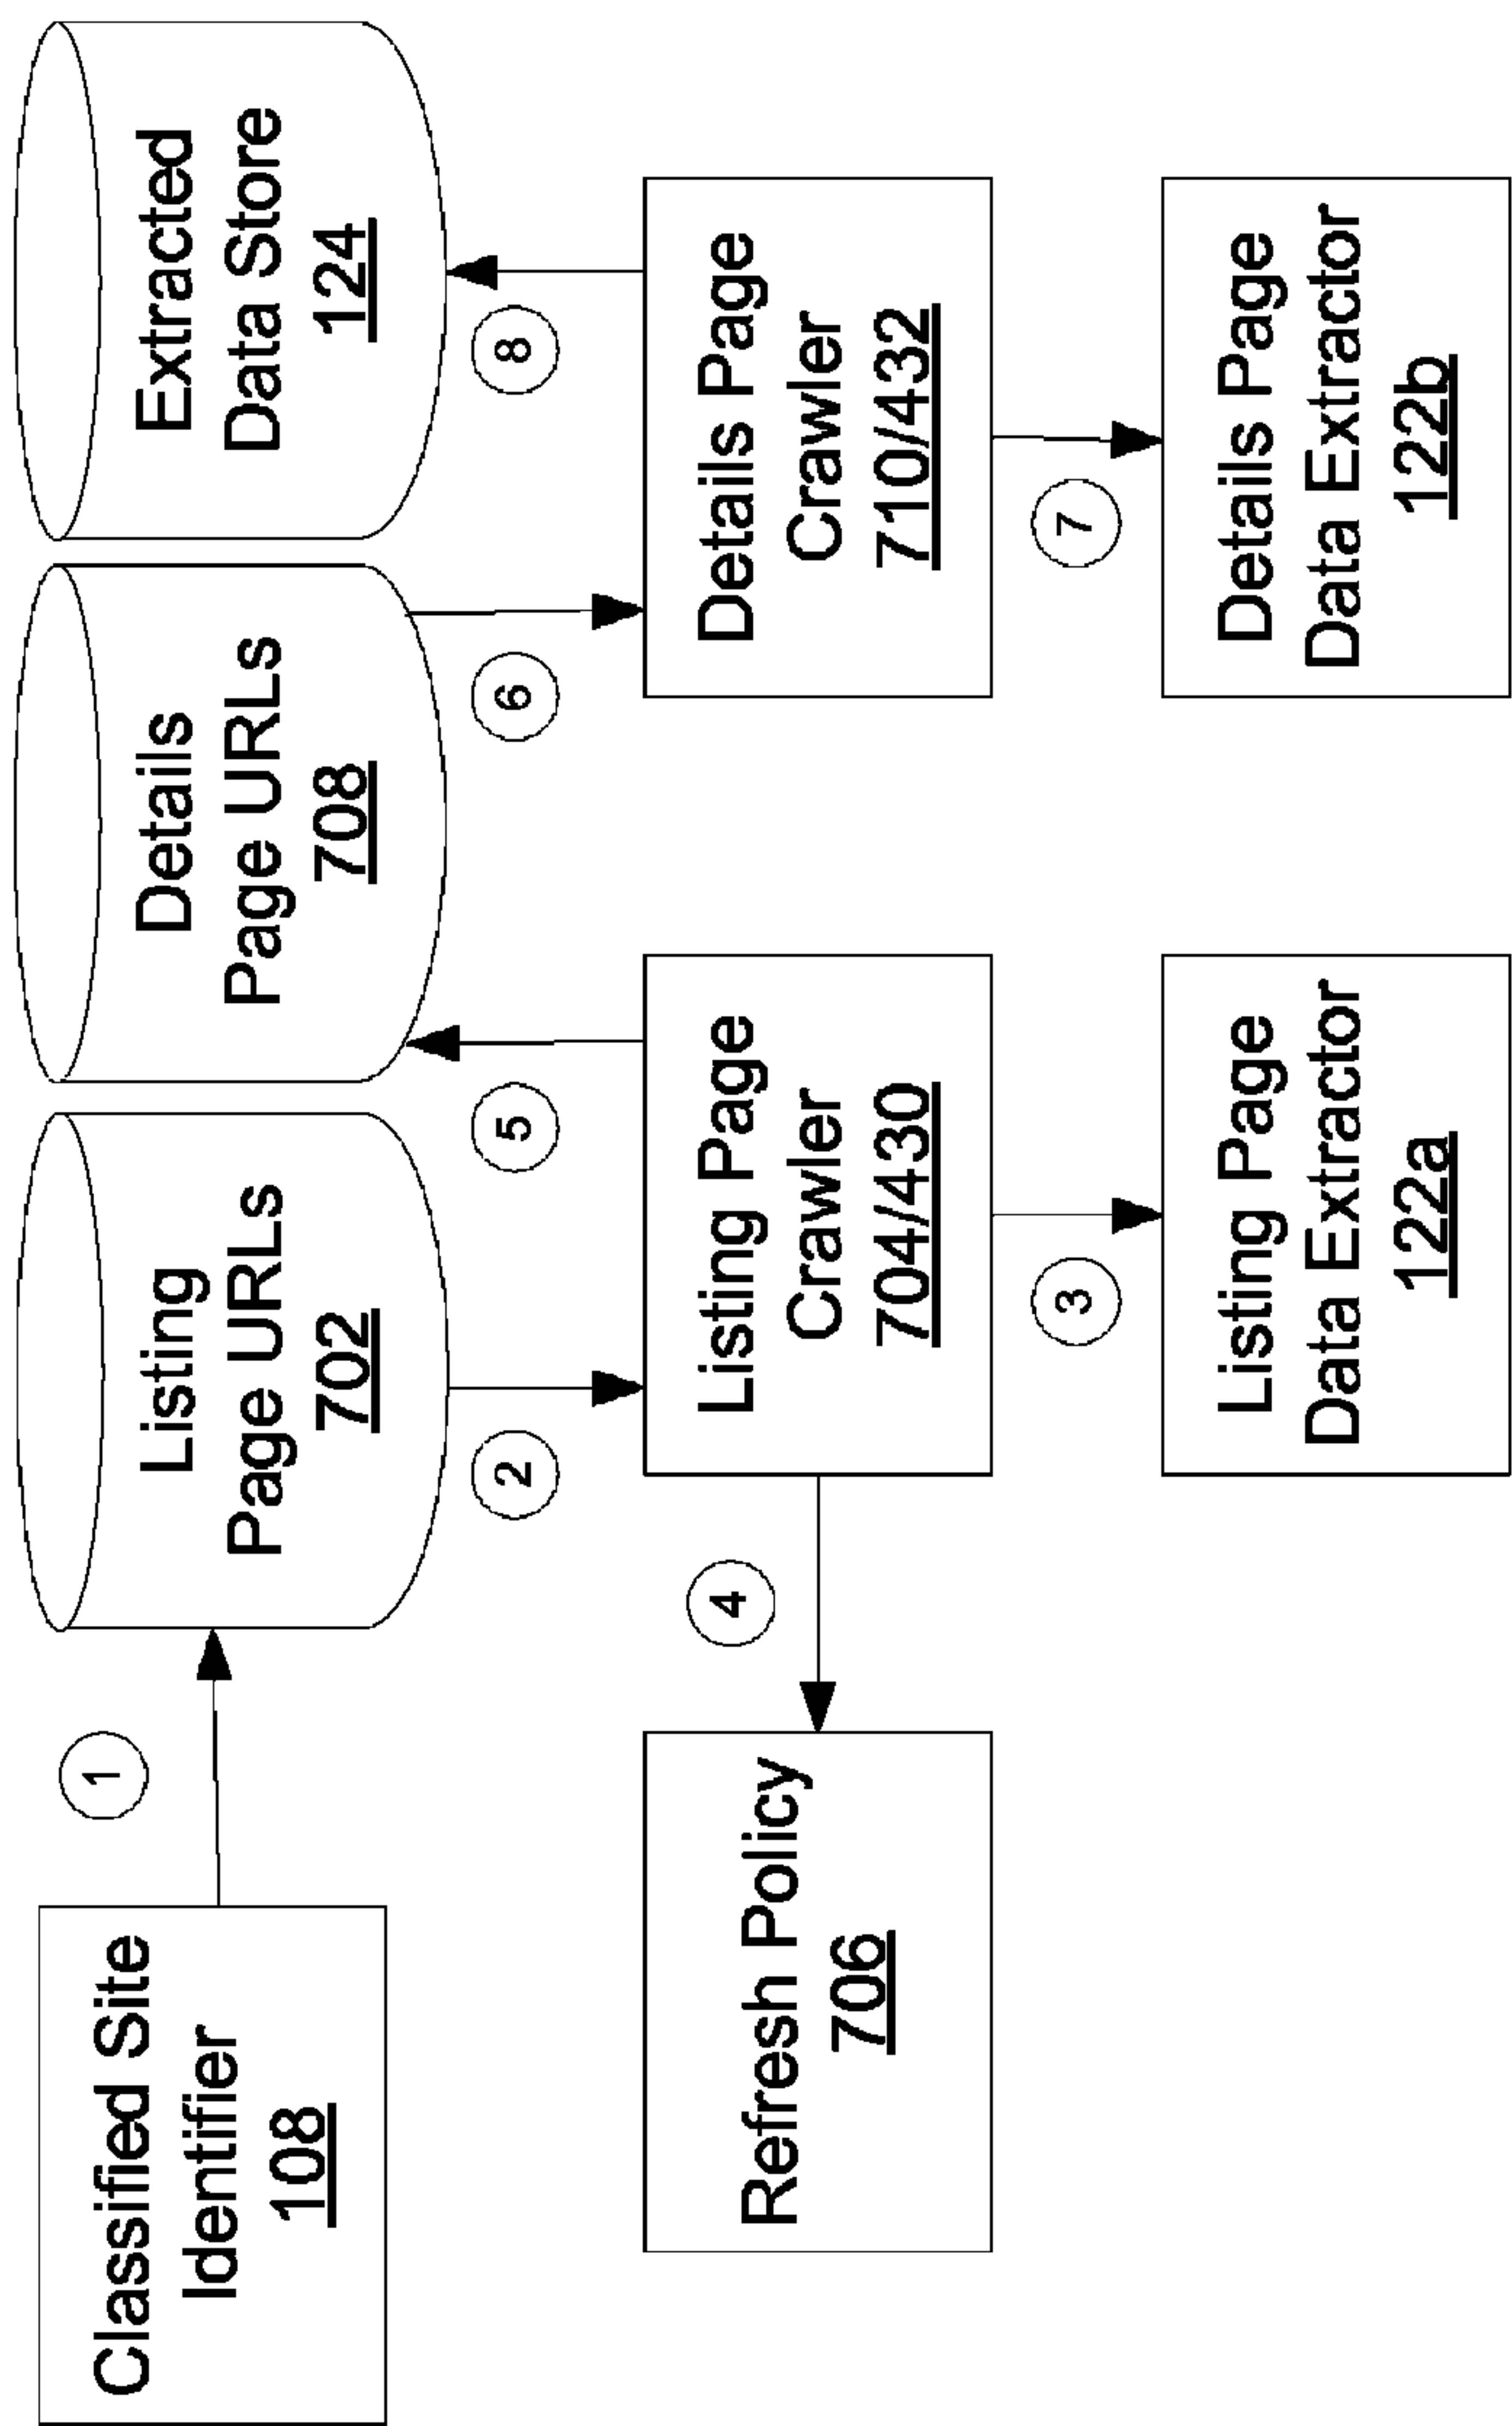 Classified Site
Identifier
108
1
Listing
Page URLs
702
Details
Page URLs
708
Extracted
Data Store
124
2
5
6
8
Refresh Policy
706
4
Listing Page
Crawler
704/430
Details Page
Crawler
710/432
3
7
Listing Page
Data Extractor
122a
Details Page
Data Extractor
122b